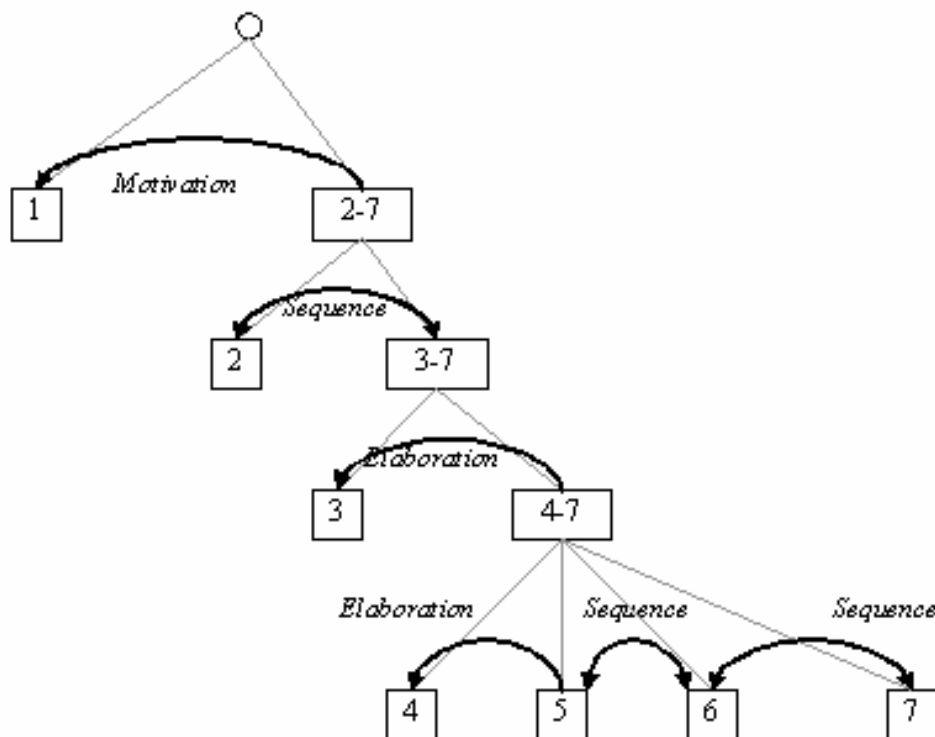 Motivation
1 2-7
Sequence
2 3-7
Elaboration
3 4-7
Elaboration Sequence Sequence
4 5 6 7